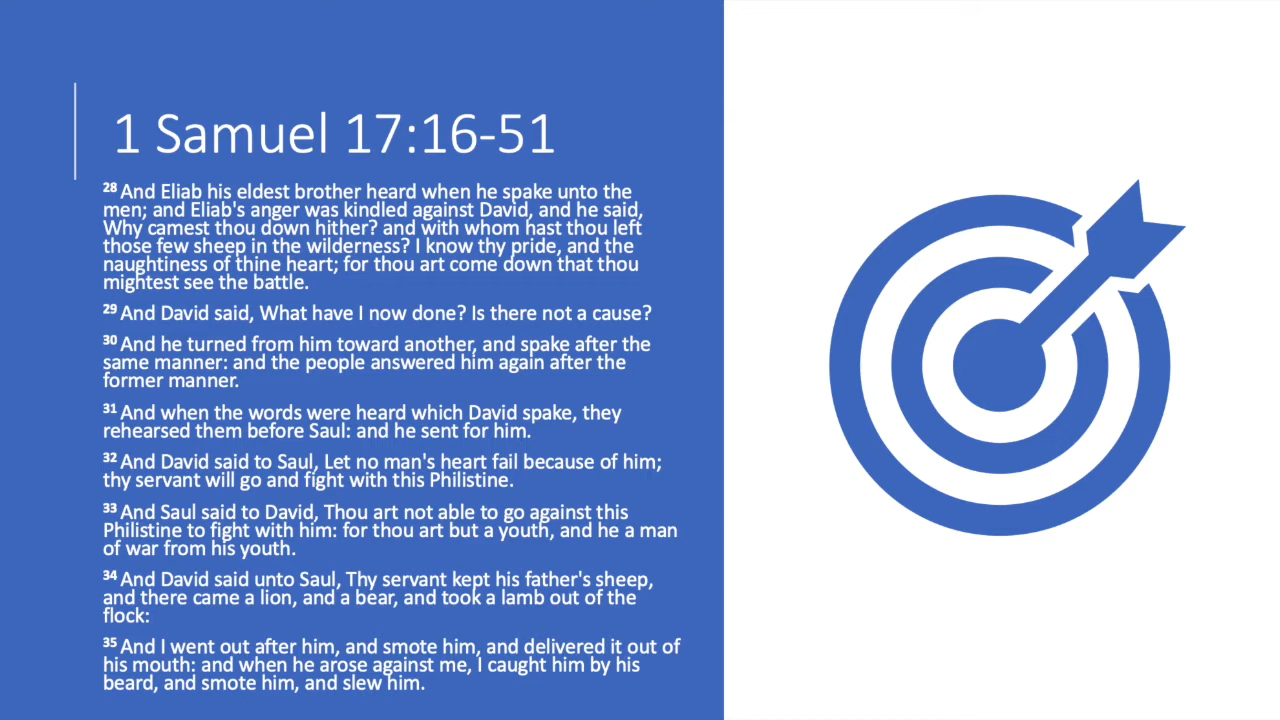 1 Samuel 17:16-51
28 And Eliab his eldest brother heard when he spake unto the
men; and Eliab's anger was kindled against David, and he said,
Why camest thou down hither? and with whom hast thou left
those few sheep in the wilderness? I know thy pride, and the
naughtiness of thine heart; for thou art come down that thou
mightest see the battle.
29 And David said, What have I now done? Is there not a cause?
30 And he turned from him toward another, and spake after the
same manner: and the people answered him again after the
former manner.
31 And when the words were heard which David spake, they
rehearsed them before Saul: and he sent for him.
32 And David said to Saul, Let no man's heart fail because of him;
thy servant will go and fight with this Philistine.
33 And Saul said to David, Thou art not able to go against this
Philistine to fight with him: for thou art but a youth, and he a man
of war from his youth.
34 And David said unto Saul, Thy servant kept his father's sheep,
and there came a lion, and a bear, and took a lamb out of the
flock:
35 And I went out after him, and smote him, and delivered it out of
his mouth: and when he arose against me, I caught him by his
beard, and smote him, and slew him.